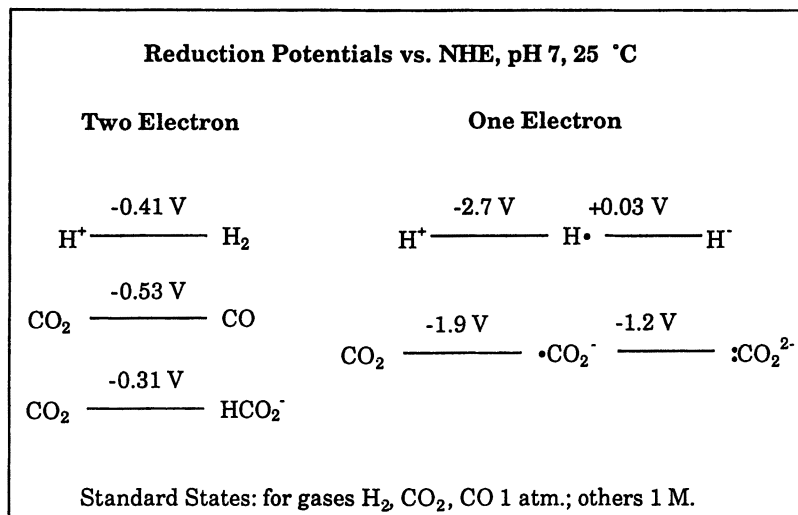 Reduction Potentials vs. NHE, pH 7, 25 °C
Two Electron
One Electron
-0.41 V
H⁺ H₂
-2.7 V +0.03 V
H⁺ H• H⁻
-0.53 V
CO₂ CO
-1.9 V -1.2 V
CO₂ •CO₂⁻ :CO₂²⁻
-0.31 V
CO₂ HCO₂⁻
Standard States: for gases H₂, CO₂, CO 1 atm.; others 1 M.